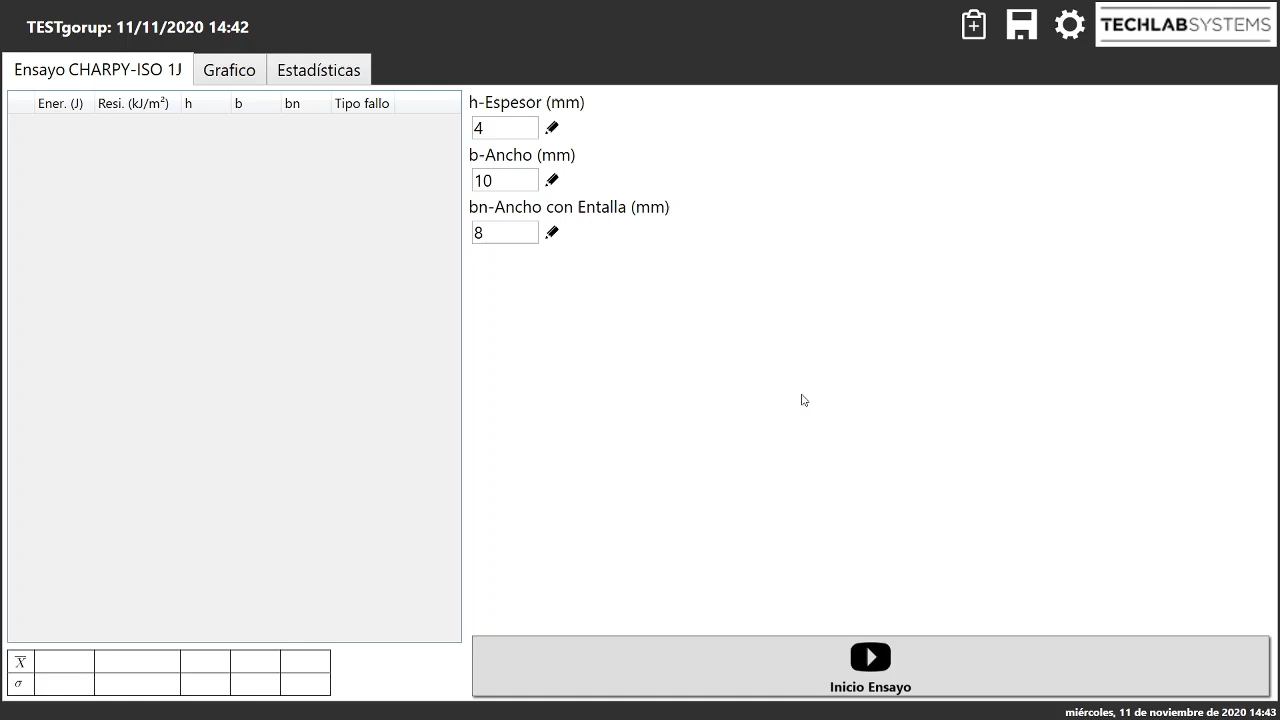 TESTgorup: 11/11/2020 14:42
TECHLABSYSTEMS
Ensayo CHARPY-ISO 1J Grafico Estadísticas
Ener. (J) Resi. (kJ/m²) h b bn Tipo fallo
h-Espesor (mm)
4
b-Ancho (mm)
10
bn-Ancho con Entalla (mm)
8
X̅
σ
Inicio Ensayo
miércoles, 11 de noviembre de 2020 14:43